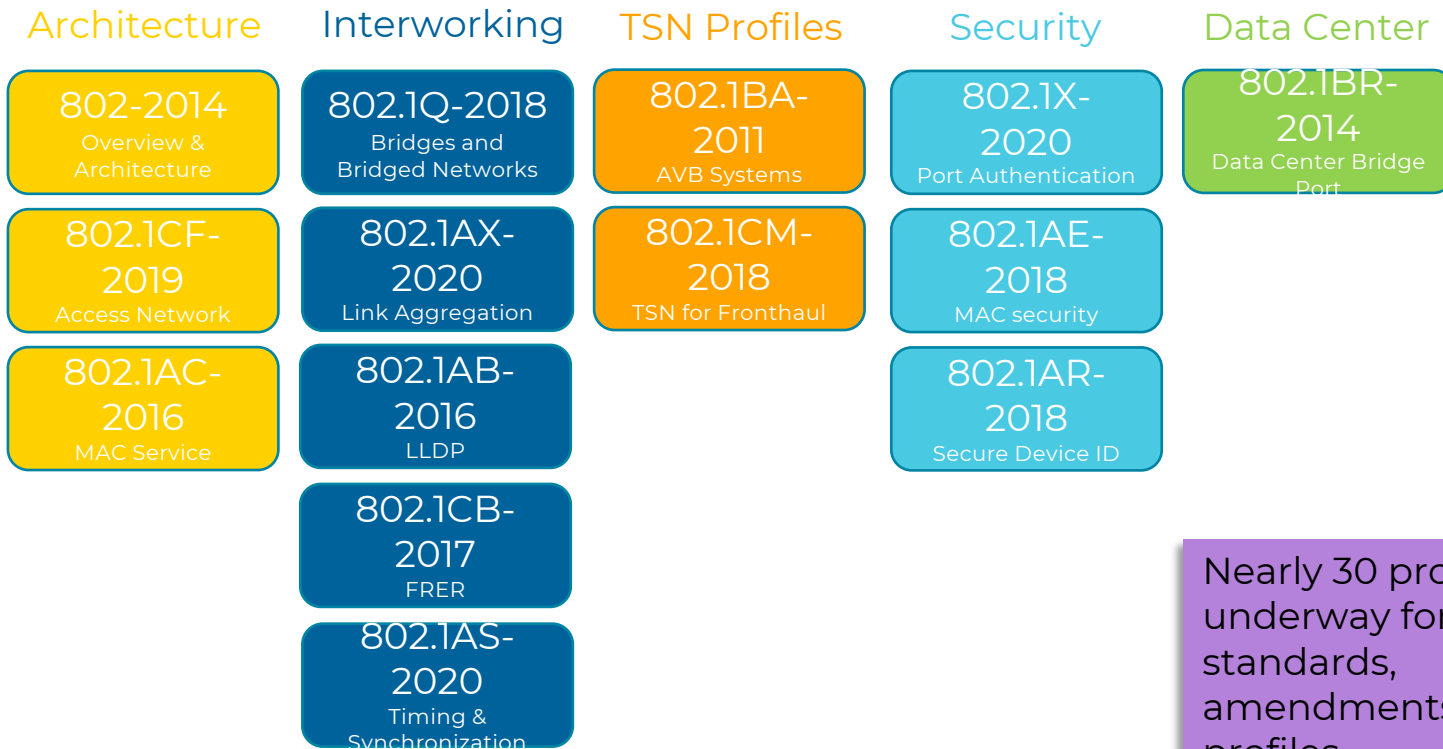 Architecture
802-2014
Overview &
Architecture
802.1CF-
2019
Access Network
802.1AC-
2016
MAC Service
Interworking
802.1Q-2018
Bridges and
Bridged Networks
802.1AX-
2020
Link Aggregation
802.1AB-
2016
LLDP
802.1CB-
2017
FRER
802.1AS-
2020
Timing &
Synchronization
TSN Profiles
802.1BA-
2011
AVB Systems
802.1CM-
2018
TSN for Fronthaul
Security
802.1X-
2020
Port Authentication
802.1AE-
2018
MAC security
802.1AR-
2018
Secure Device ID
Data Center
802.1BR-
2014
Data Center Bridge
Port
Nearly 30
underway
standards,
amendments
profiles